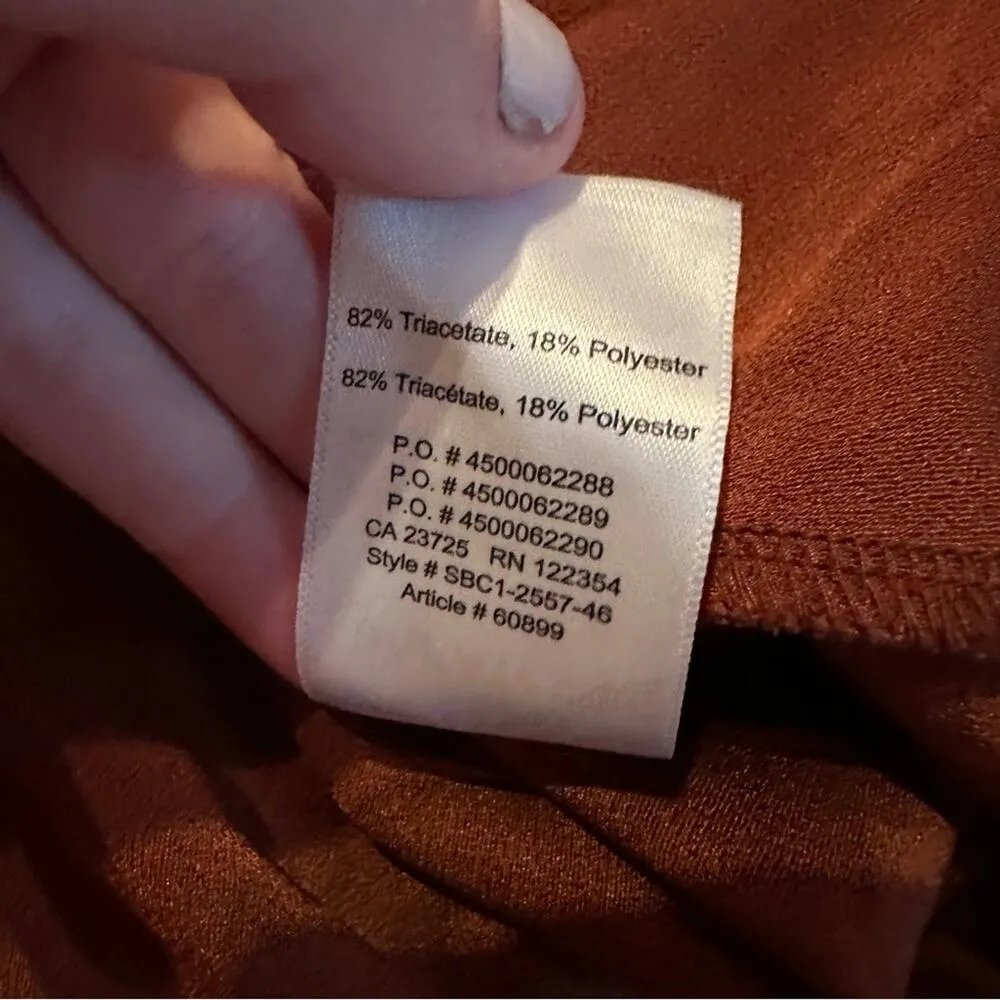 82% Triacetate, 18% Polyester
82% Triacétate, 18% Polyester
P.O. # 4500062288
P.O. # 4500062289
P.O. # 4500062290
CA 23725 RN 122354
Style # SBC1-2557-46
Article # 60899